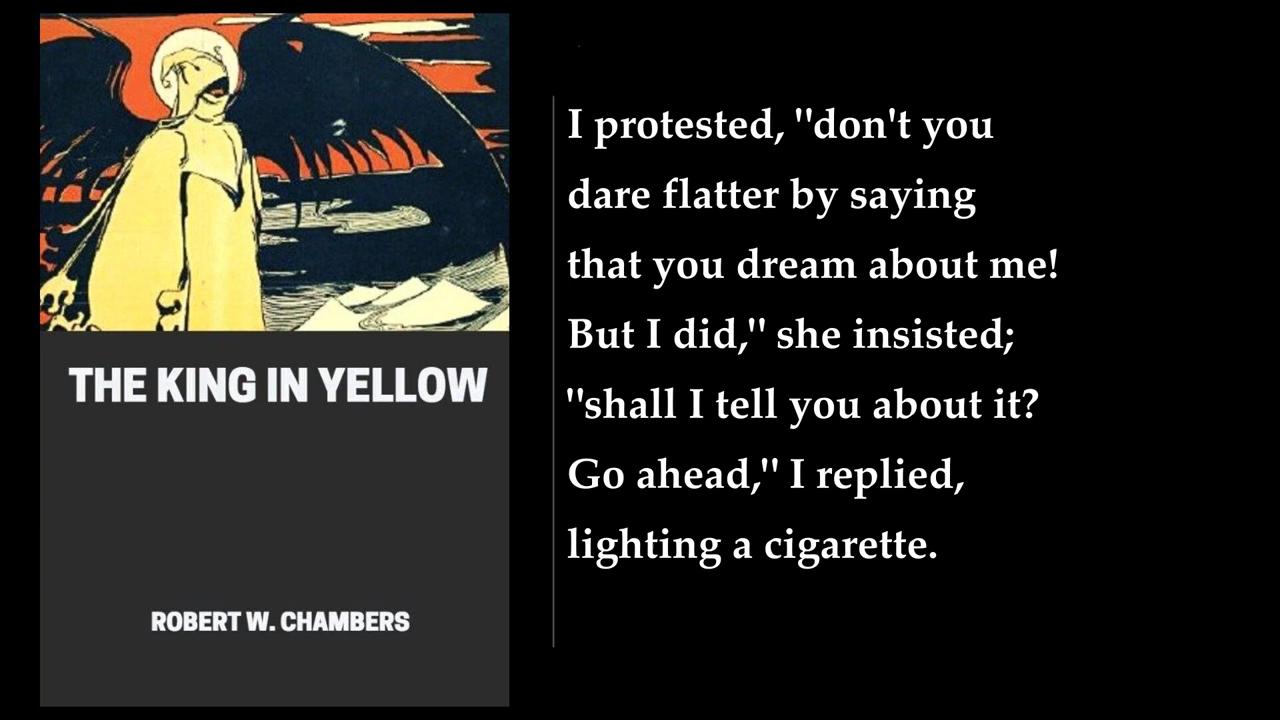 THE KING IN YELLOW
ROBERT W. CHAMBERS
I protested, "don't you
dare flatter by saying
that you dream about me!
But I did," she insisted;
"shall I tell you about it?
Go ahead," I replied,
lighting a cigarette.